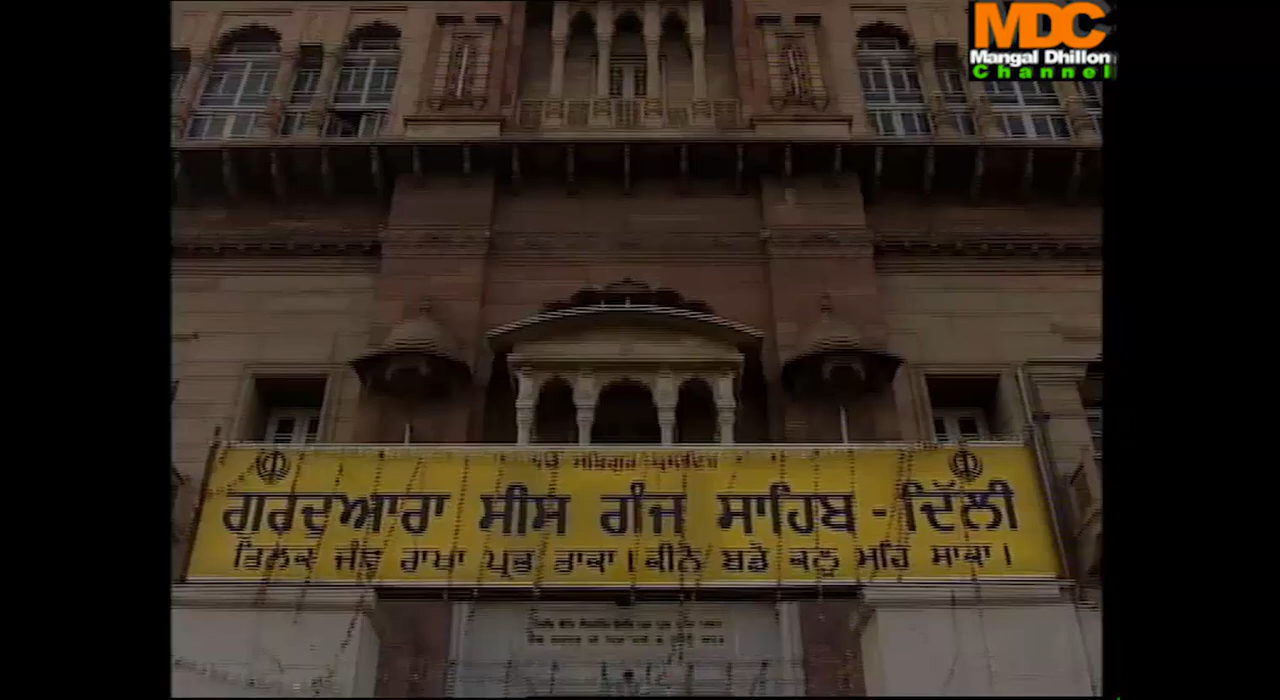 MDC
Mangal Dhillon
Channel
ੴ ਸਤਿਗੁਰ ਪ੍ਰਸਾਦਿ॥
ਗੁਰਦੁਆਰਾ ਸੀਸ ਗੰਜ ਸਾਹਿਬ - ਦਿੱਲੀ
ਤਿਲਕ ਜੰਞੂ ਰਾਖਾ ਪ੍ਰਭ ਤਾਕਾ। ਕੀਨੋ ਬਡੋ ਕਲੂ ਮਹਿ ਸਾਕਾ।